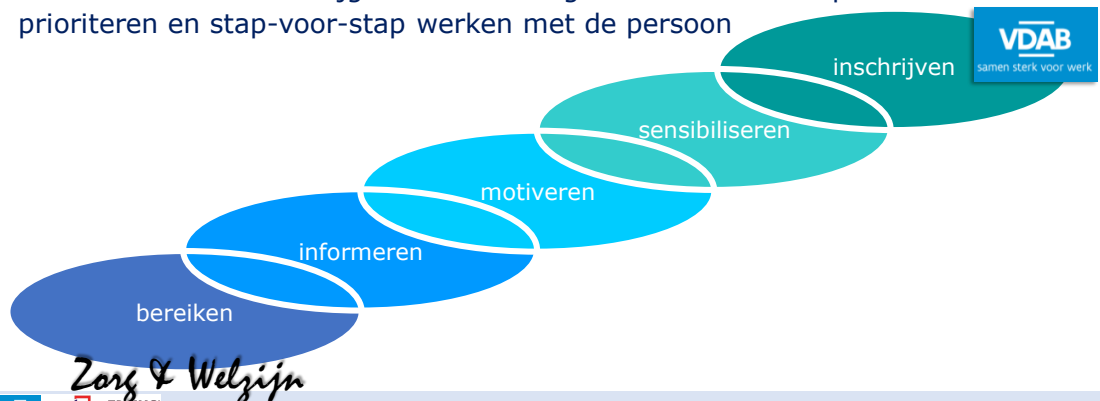 prioriteren en stap-voor-stap werken met de persoon
VDAB
samen sterk voor werk
inschrijven
sensibiliseren
motiveren
informeren
bereiken
Zorg & Welzijn